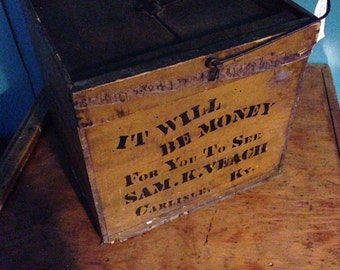 IT WILL
BE MONEY
FOR YOU TO SEE
SAM. K. VEACH
CARLISLE, KY.